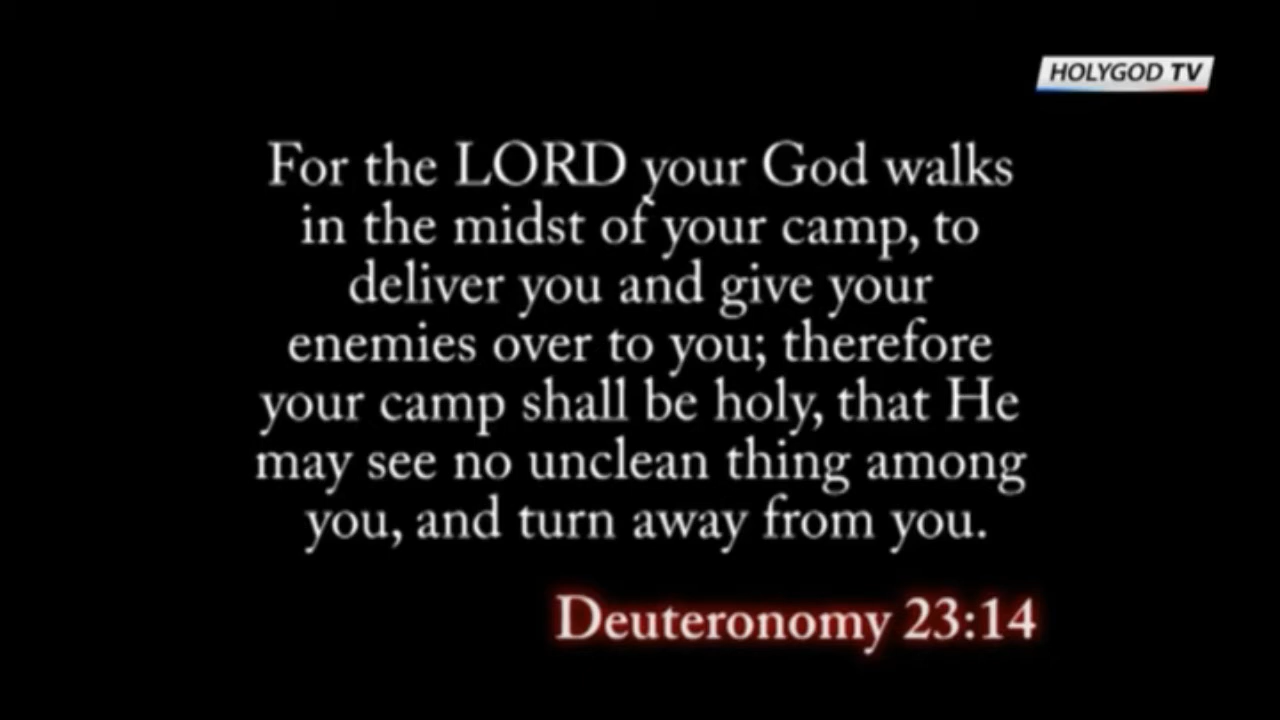 HOLYGOD TV
For the LORD your God walks
in the midst of your camp, to
deliver you and give your
enemies over to you; therefore
your camp shall be holy, that He
may see no unclean thing among
you, and turn away from you.
Deuteronomy 23:14